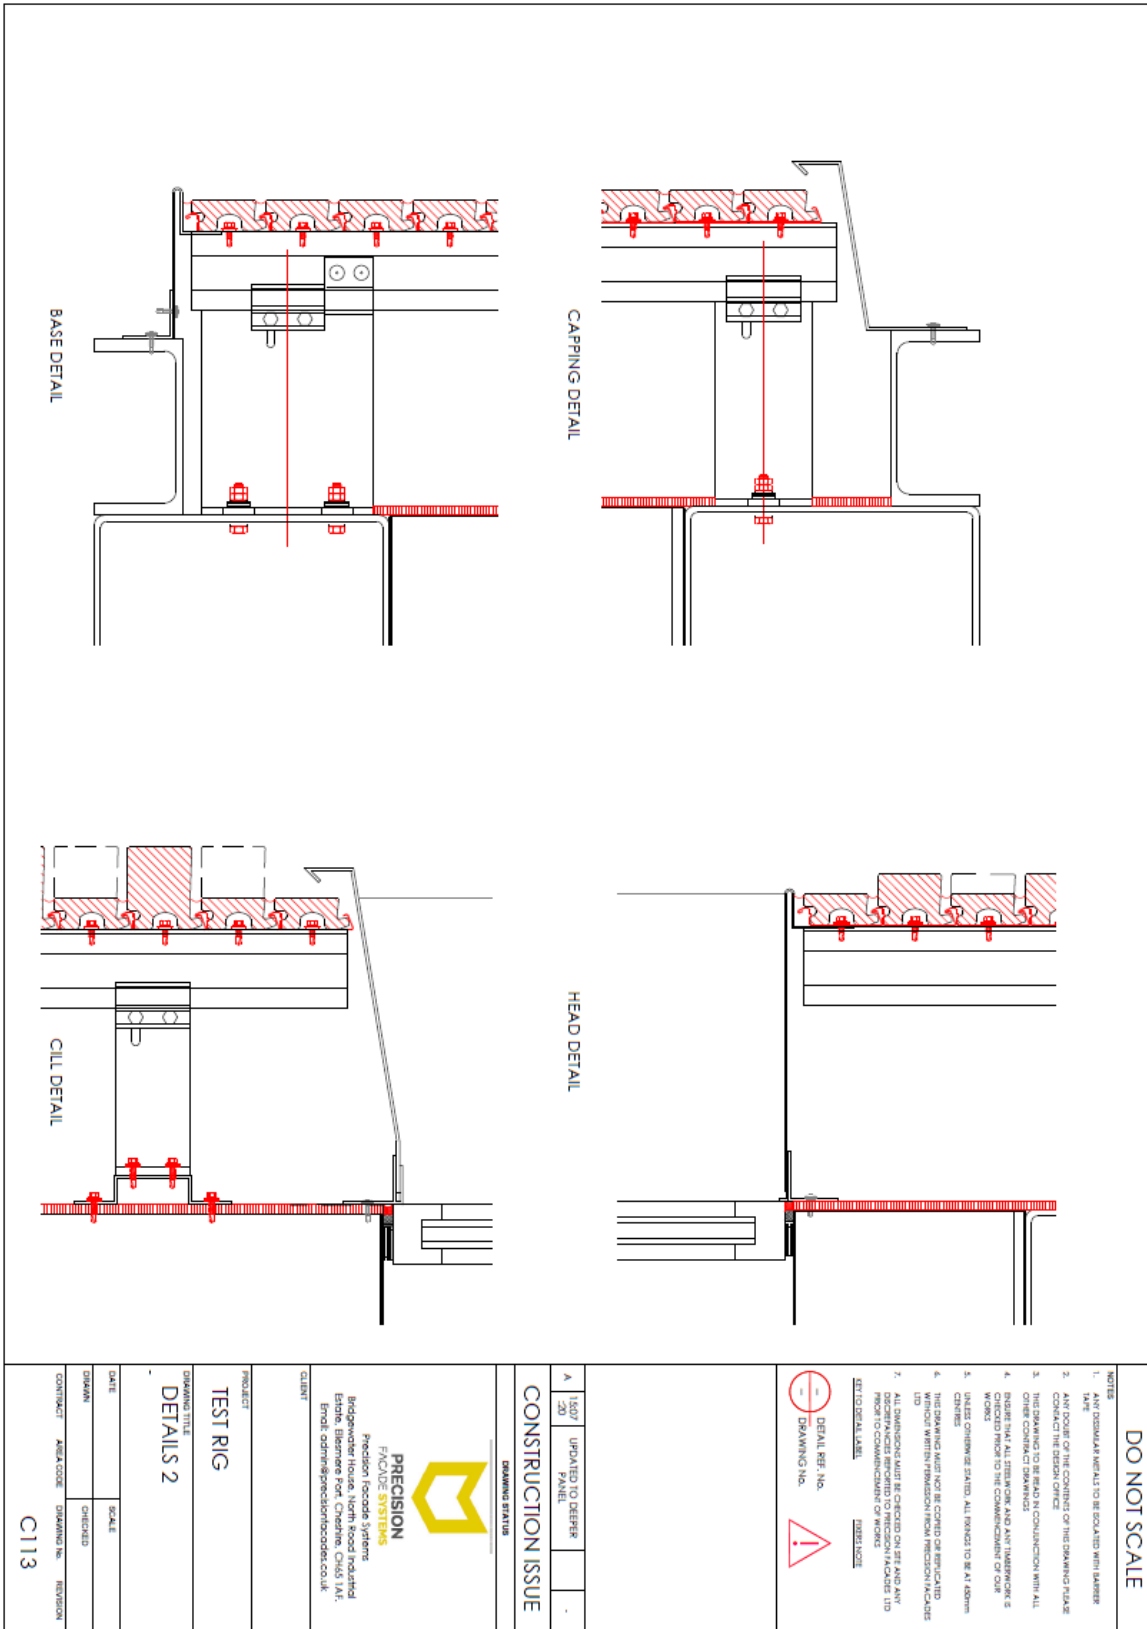 DO NOT SCALE
NOTES
1. ANY DISSIMILAR METALS TO BE ISOLATED WITH BARRIER
TAPE
2. ANY DOUBT OF THE CONTENTS OF THIS DRAWING PLEASE
CONTACT THE DESIGN OFFICE
3. THIS DRAWING TO BE READ IN CONJUNCTION WITH ALL
OTHER CONTRACT DRAWINGS
4. ENSURE THAT ALL STEELWORK AND ANY TIMBERWORK IS
CHECKED PRIOR TO THE COMMENCEMENT OF OUR
WORKS
5. UNLESS OTHERWISE STATED, ALL FIXINGS TO BE AT 450mm
CENTRES
6. THIS DRAWING MUST NOT BE COPIED OR REPLICATED
WITHOUT WRITTEN PERMISSION FROM PRECISION FACADES
LTD
7. ALL DIMENSIONS MUST BE CHECKED ON SITE AND ANY
DISCREPANCIES REPORTED TO PRECISION FACADES LTD
PRIOR TO COMMENCEMENT OF WORKS
KEY TO DETAIL LABEL
FIXERS NOTE
DETAIL REF. No.
DRAWING No.
A 15/07 UPDATED TO DEEPER -
-20 PANEL
CONSTRUCTION ISSUE
DRAWING STATUS
PRECISION
FACADE SYSTEMS
Precision Facade Systems
Bridgewater House, North Road Industrial
Estate, Ellesmere Port, Cheshire, CH65 1AF.
Email: admin@precisionfacades.co.uk
CLIENT
PROJECT
TEST RIG
DRAWING TITLE
DETAILS 2
-
DATE SCALE
DRAWN CHECKED
CONTRACT AREA CODE DRAWING No. REVISION
C113
CAPPING DETAIL
HEAD DETAIL
BASE DETAIL
CILL DETAIL